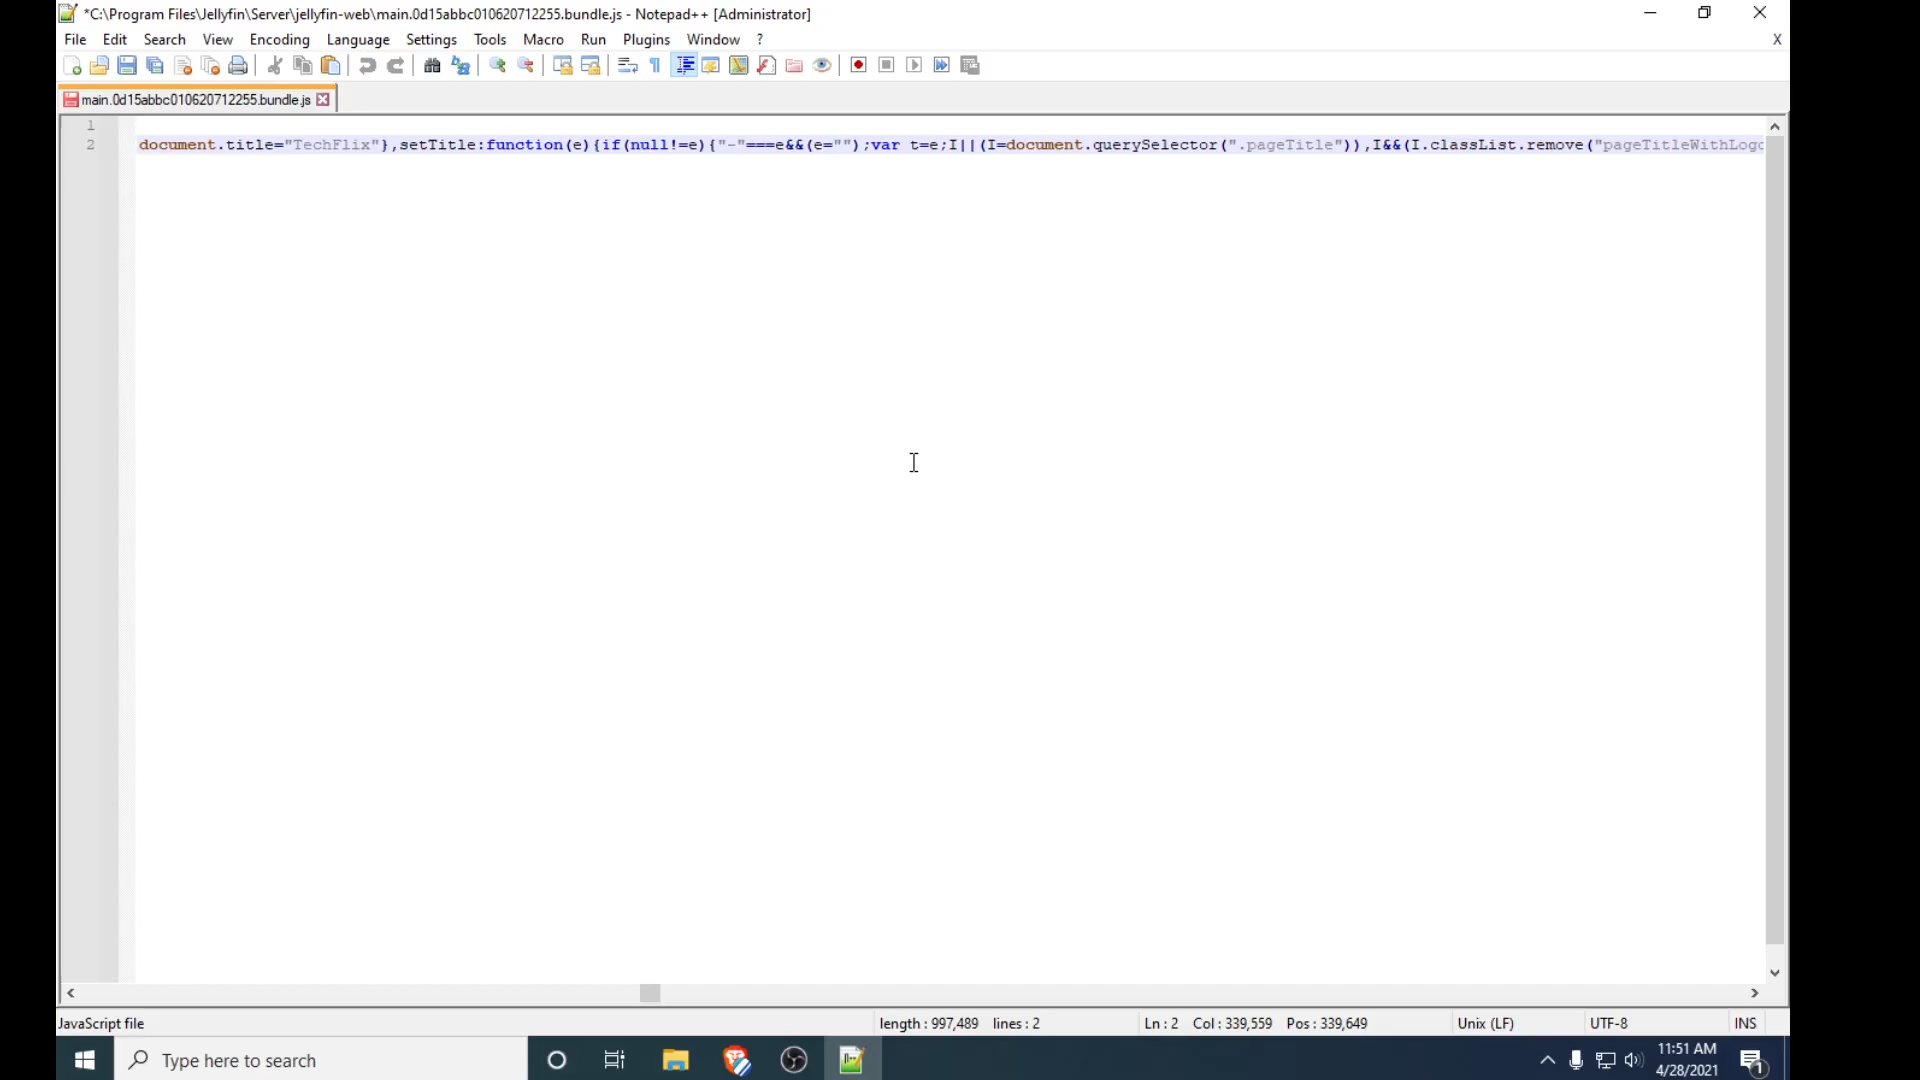 *C:\Program Files\Jellyfin\Server\jellyfin-web\main.0d15abbc010620712255.bundle.js - Notepad++ [Administrator]
File Edit Search View Encoding Language Settings Tools Macro Run Plugins Window ? X
main.0d15abbc010620712255.bundle.js
1
2 document.title="TechFlix"},setTitle:function(e){if(null!=e){"-"===e&&(e="");var t=e;I||(I=document.querySelector(".pageTitle")),I&&(I.classList.remove("pageTitleWithLogo
JavaScript file length : 997,489 lines : 2 Ln : 2 Col : 339,559 Pos : 339,649 Unix (LF) UTF-8 INS
Type here to search
11:51 AM
4/28/2021
1